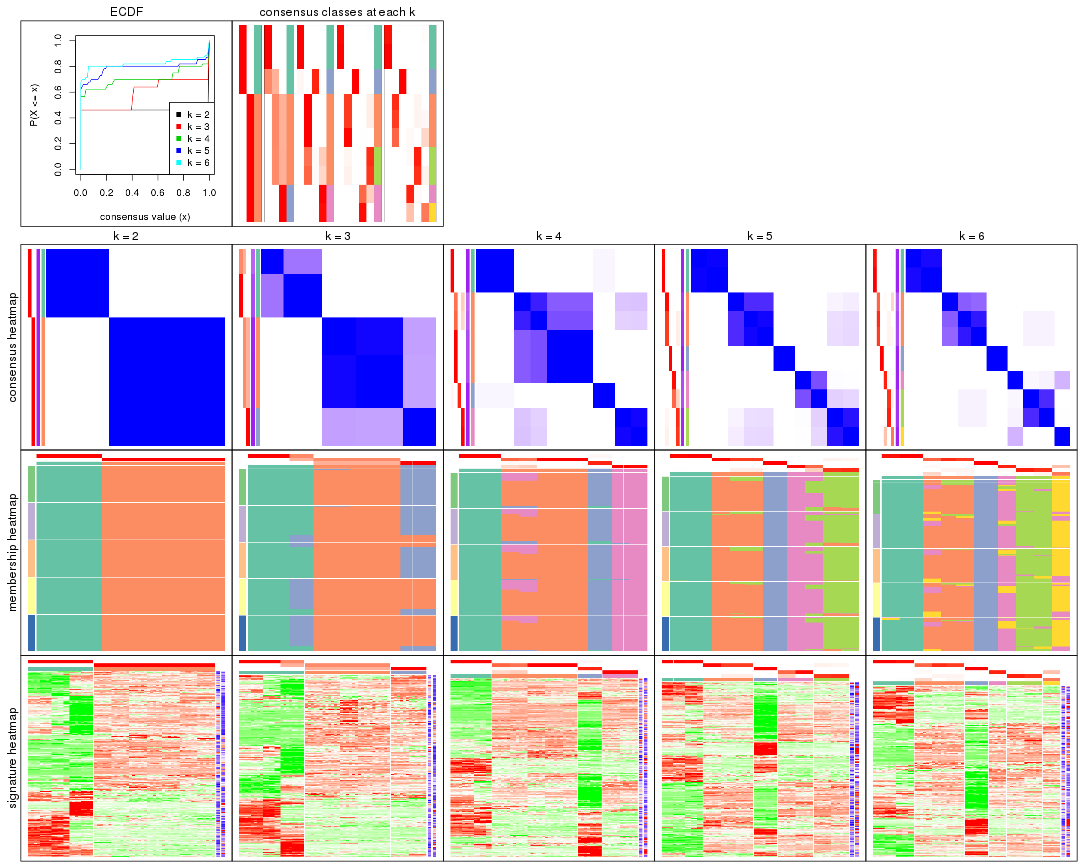 ECDF
consensus classes at each k
P(X <= x)
0.0 0.2 0.4 0.6 0.8 1.0
k = 2
k = 3
k = 4
k = 5
k = 6
0.0 0.2 0.4 0.6 0.8 1.0
consensus value (x)
k = 2
k = 3
k = 4
k = 5
k = 6
consensus heatmap
membership heatmap
signature heatmap